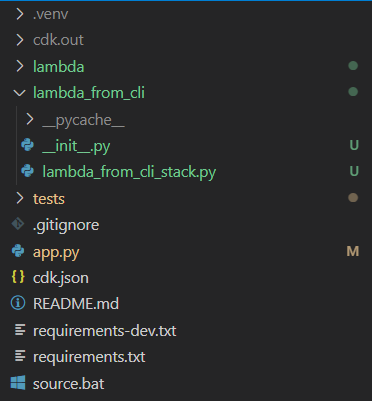 .venv
cdk.out
lambda
lambda_from_cli
__pycache__
__init__.py U
lambda_from_cli_stack.py U
tests
.gitignore
app.py M
{} cdk.json
README.md
requirements-dev.txt
requirements.txt
source.bat